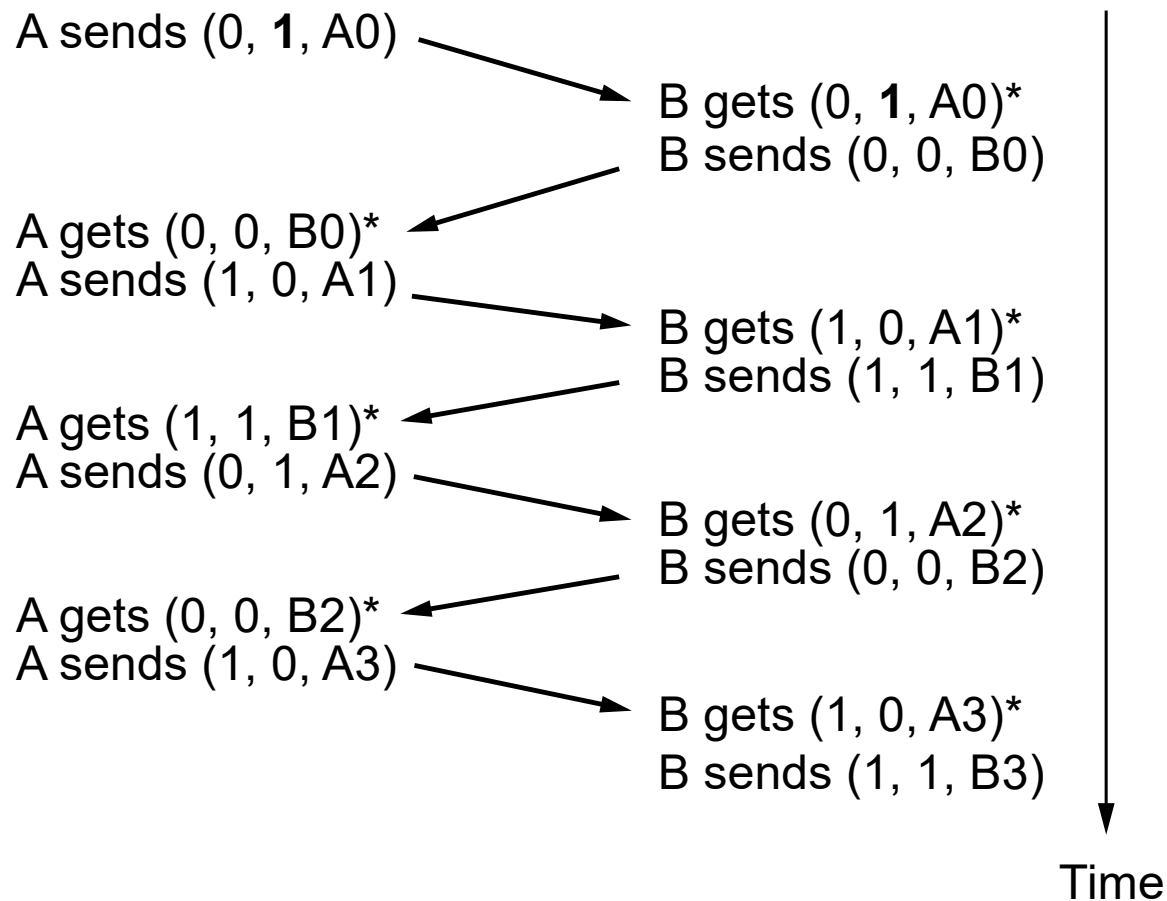 A sends (0, 1, A0)
B gets (0, 1, A0)*
B sends (0, 0, B0)
A gets (0, 0, B0)*
A sends (1, 0, A1)
B gets (1, 0, A1)*
B sends (1, 1, B1)
A gets (1, 1, B1)*
A sends (0, 1, A2)
B gets (0, 1, A2)*
B sends (0, 0, B2)
A gets (0, 0, B2)*
A sends (1, 0, A3)
B gets (1, 0, A3)*
B sends (1, 1, B3)
Time